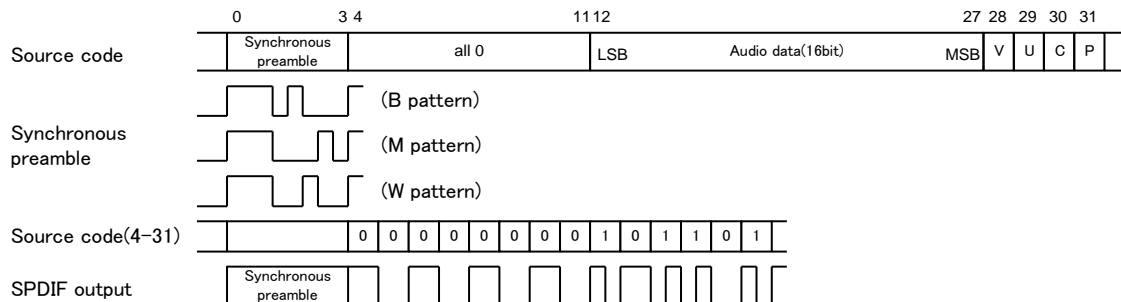 0 3 4 11 12 27 28 29 30 31
Source code Synchronous preamble all 0 LSB Audio data(16bit) MSB V U C P
(B pattern)
Synchronous preamble (M pattern)
(W pattern)
Source code(4-31) 0 0 0 0 0 0 0 0 1 0 1 1 0 1
SPDIF output Synchronous preamble